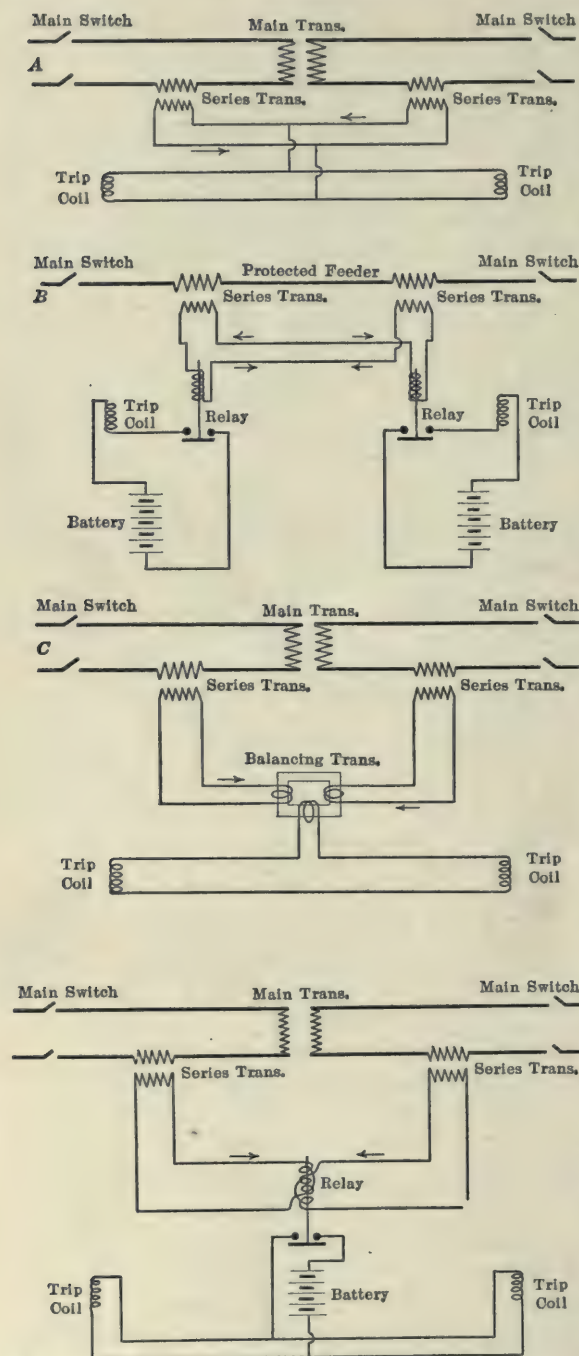 Main Switch Main Trans. Main Switch
A
Series Trans. Series Trans.
Trip Coil Trip Coil
Main Switch Protected Feeder Main Switch
B Series Trans. Series Trans.
Trip Coil Relay Relay Trip Coil
Battery Battery
Main Switch Main Trans. Main Switch
C
Series Trans. Series Trans.
Balancing Trans.
Trip Coil Trip Coil
Main Switch Main Trans. Main Switch
Series Trans. Series Trans.
Relay
Battery
Trip Coil Trip Coil